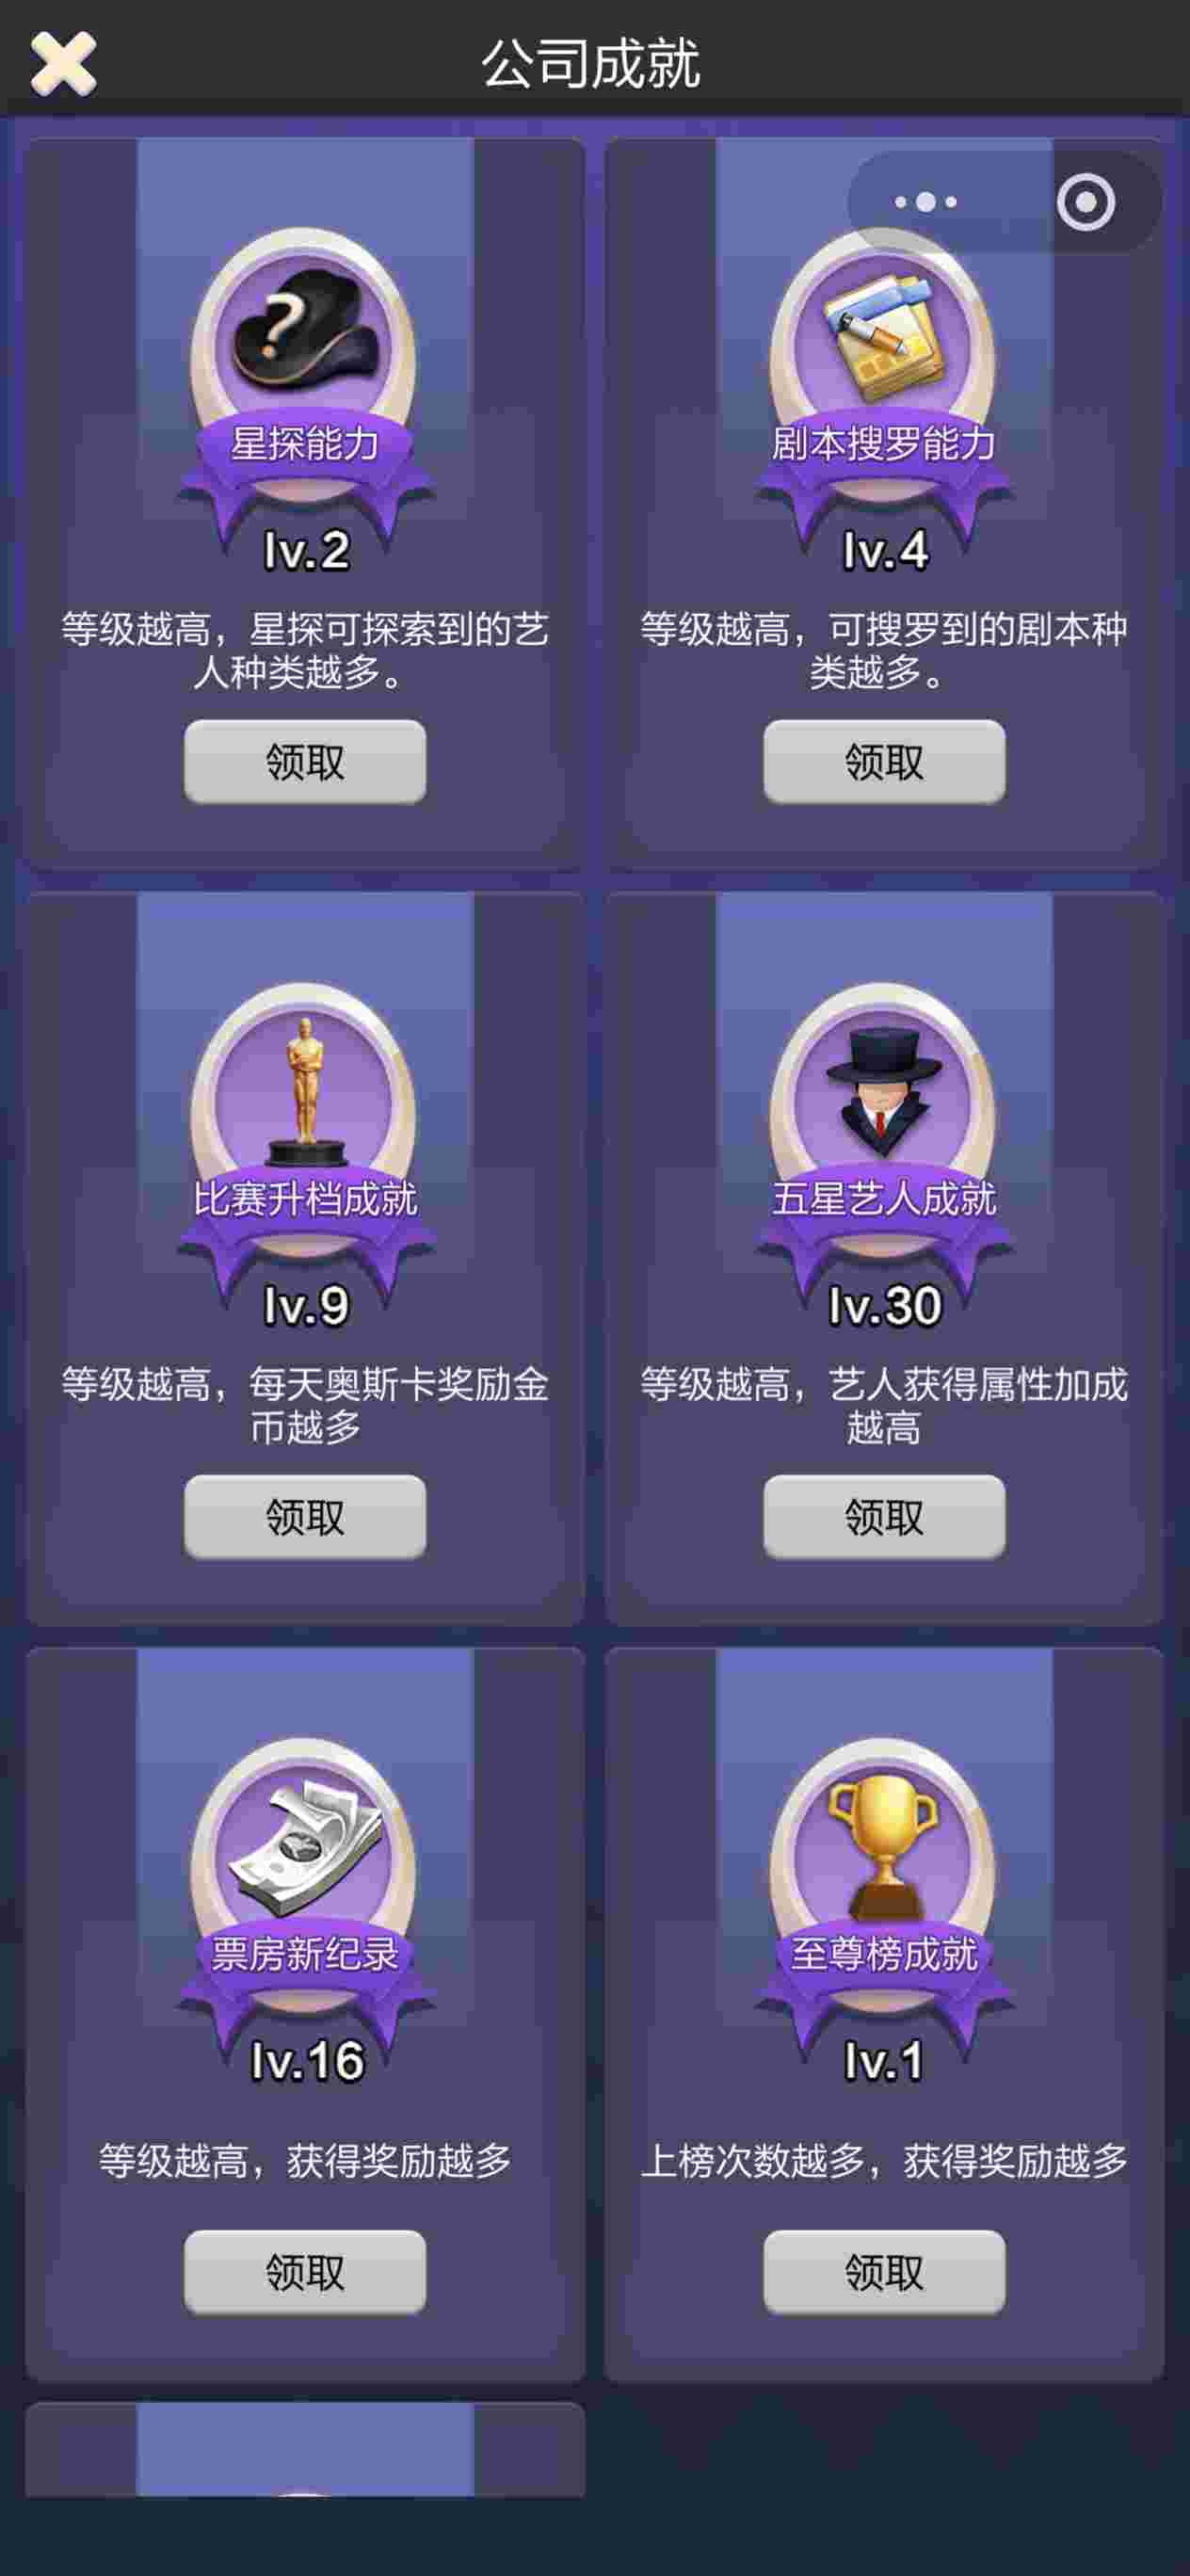 公司成就
星探能力
lv.2
等级越高，星探可探索到的艺
人种类越多。
领取
剧本搜罗能力
lv.4
等级越高，可搜罗到的剧本种
类越多。
领取
比赛升档成就
lv.9
等级越高，每天奥斯卡奖励金
币越多
领取
五星艺人成就
lv.30
等级越高，艺人获得属性加成
越高
领取
票房新纪录
lv.16
等级越高，获得奖励越多
领取
至尊榜成就
lv.1
上榜次数越多，获得奖励越多
领取